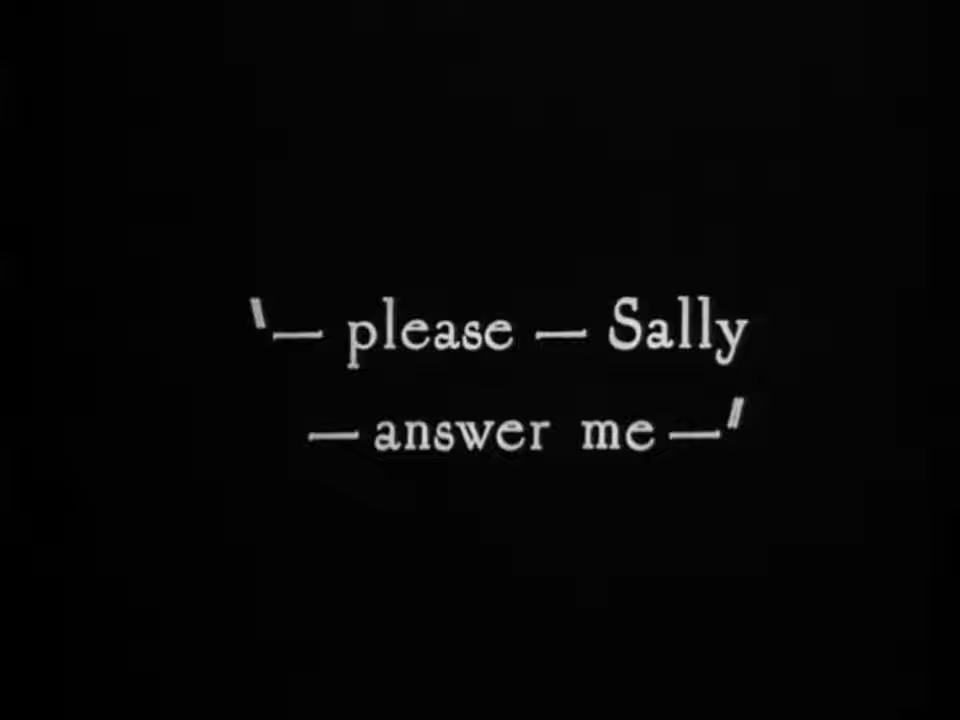 "— please — Sally
— answer me —"